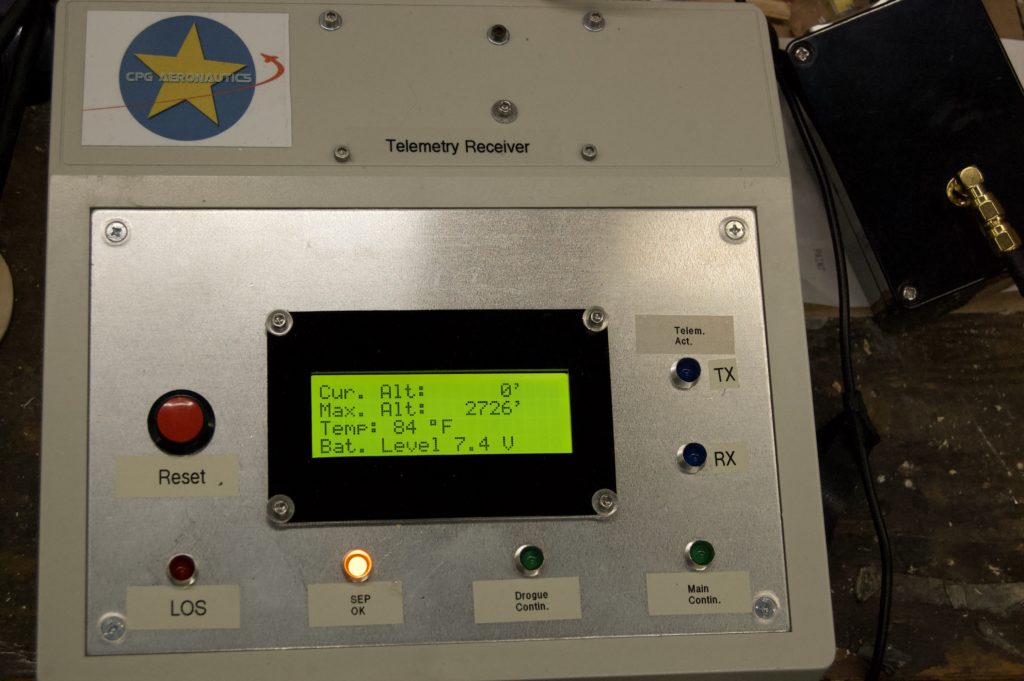 CPG AERONAUTICS
Telemetry Receiver
Telem.
Act.
TX
Cur. Alt: 0'
Max. Alt: 2726'
Temp: 84 °F
Bat. Level 7.4 V
RX
Reset
LOS
SEP
OK
Drogue
Contin.
Main
Contin.